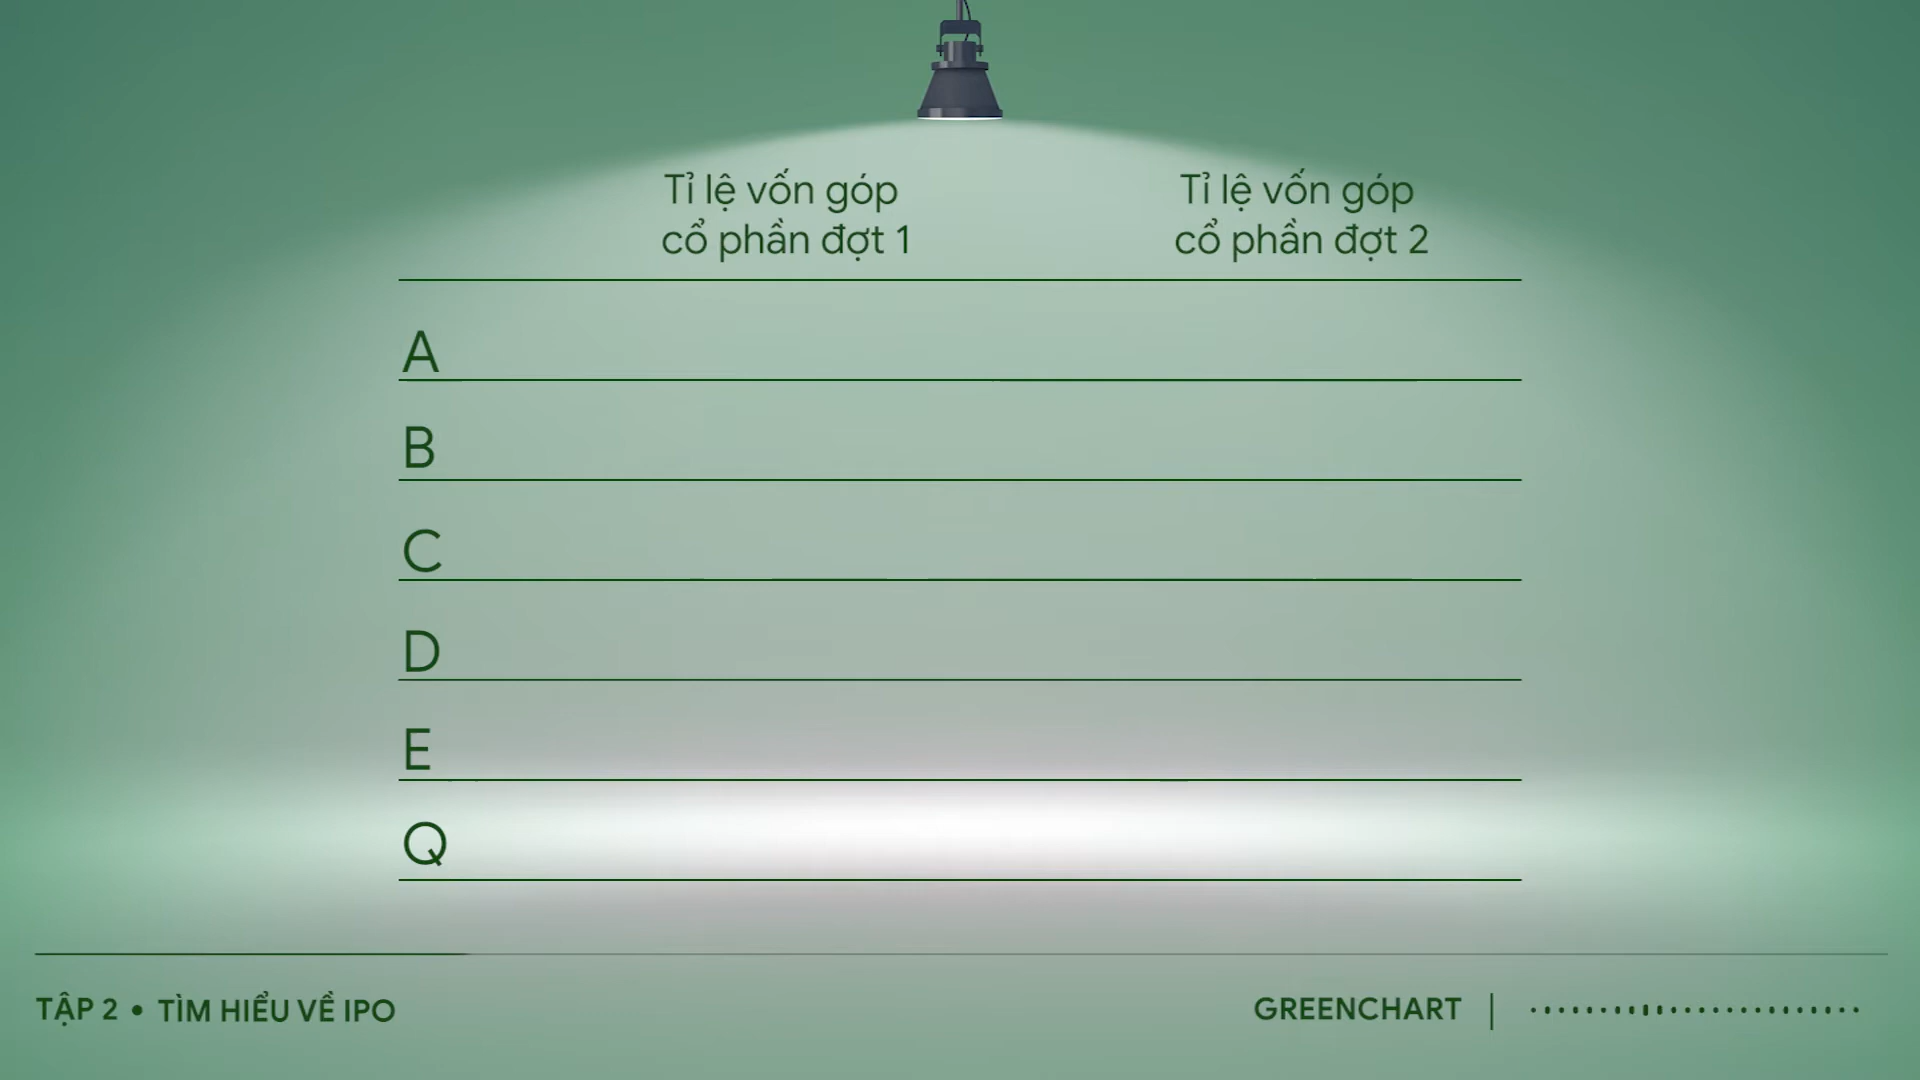 Tỉ lệ vốn góp
cổ phần đợt 1
Tỉ lệ vốn góp
cổ phần đợt 2
A
B
C
D
E
Q
TẬP 2 • TÌM HIỂU VỀ IPO
GREENCHART